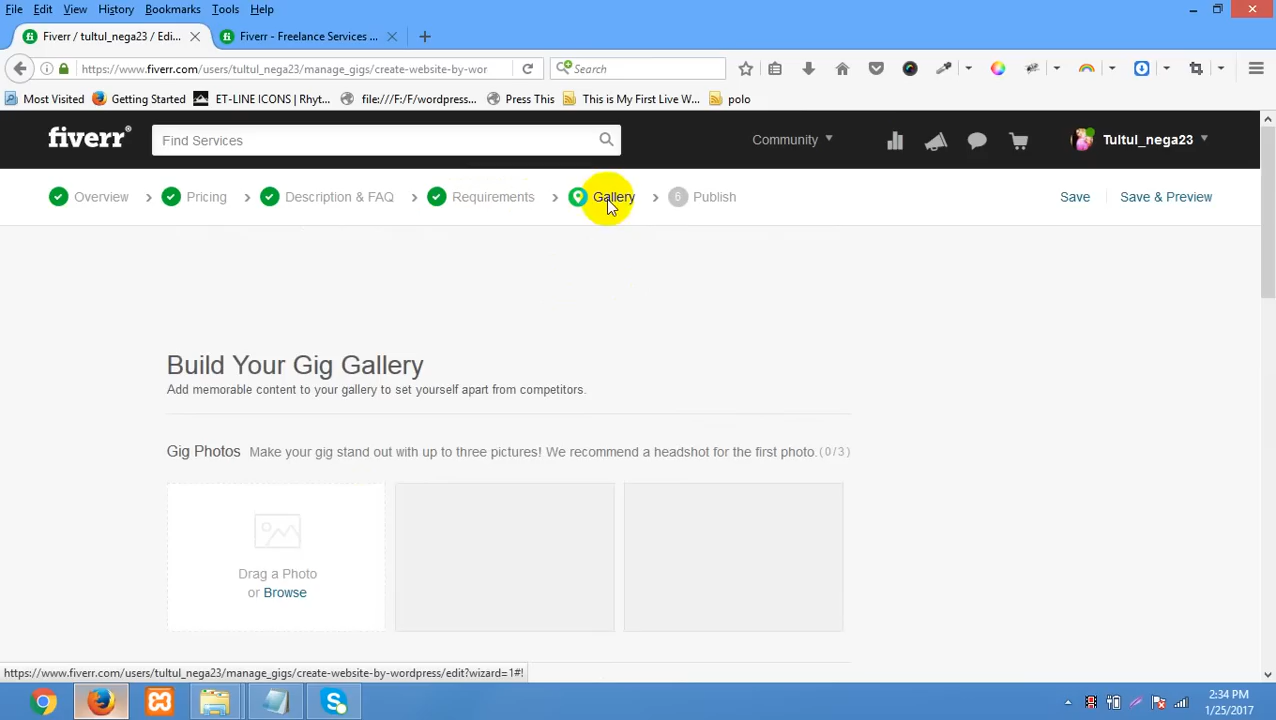 File Edit View History Bookmarks Tools Help
Fiverr / tultul_nega23 / Edi... Fiverr - Freelance Services ...
https://www.fiverr.com/users/tultul_nega23/manage_gigs/create-website-by-wor Search
Most Visited Getting Started ET-LINE ICONS | Rhyt... file:///F:/F/wordpress... Press This This is My First Live W... polo
fiverr Find Services Community Tultul_nega23
Overview Pricing Description & FAQ Requirements Gallery 6 Publish Save Save & Preview
Build Your Gig Gallery
Add memorable content to your gallery to set yourself apart from competitors.
Gig Photos Make your gig stand out with up to three pictures! We recommend a headshot for the first photo. (0/3)
Drag a Photo
or Browse
https://www.fiverr.com/users/tultul_nega23/manage_gigs/create-website-by-wordpress/edit?wizard=1#!
2:34 PM
1/25/2017